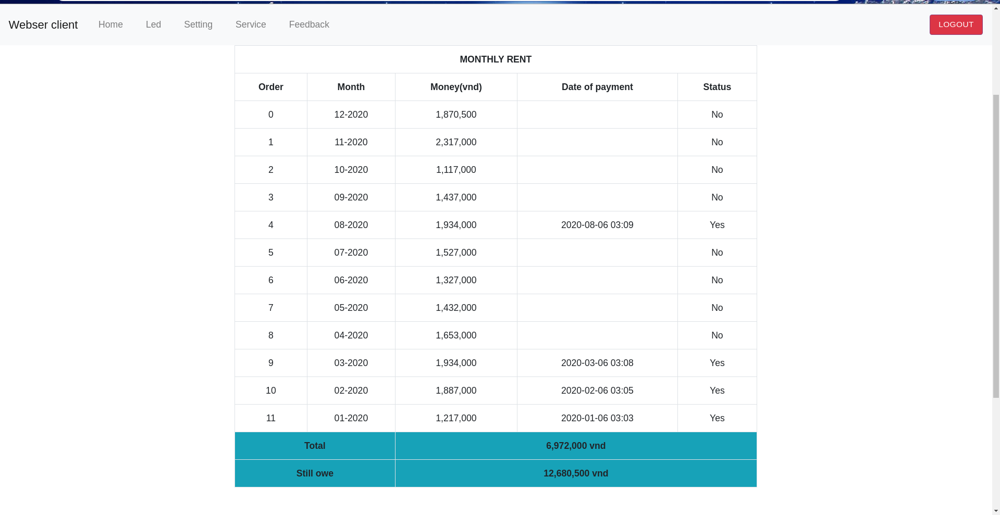 Webser client Home Led Setting Service Feedback LOGOUT
MONTHLY RENT
Order Month Money(vnd) Date of payment Status
0 12-2020 1,870,500 No
1 11-2020 2,317,000 No
2 10-2020 1,117,000 No
3 09-2020 1,437,000 No
4 08-2020 1,934,000 2020-08-06 03:09 Yes
5 07-2020 1,527,000 No
6 06-2020 1,327,000 No
7 05-2020 1,432,000 No
8 04-2020 1,653,000 No
9 03-2020 1,934,000 2020-03-06 03:08 Yes
10 02-2020 1,887,000 2020-02-06 03:05 Yes
11 01-2020 1,217,000 2020-01-06 03:03 Yes
Total 6,972,000 vnd
Still owe 12,680,500 vnd